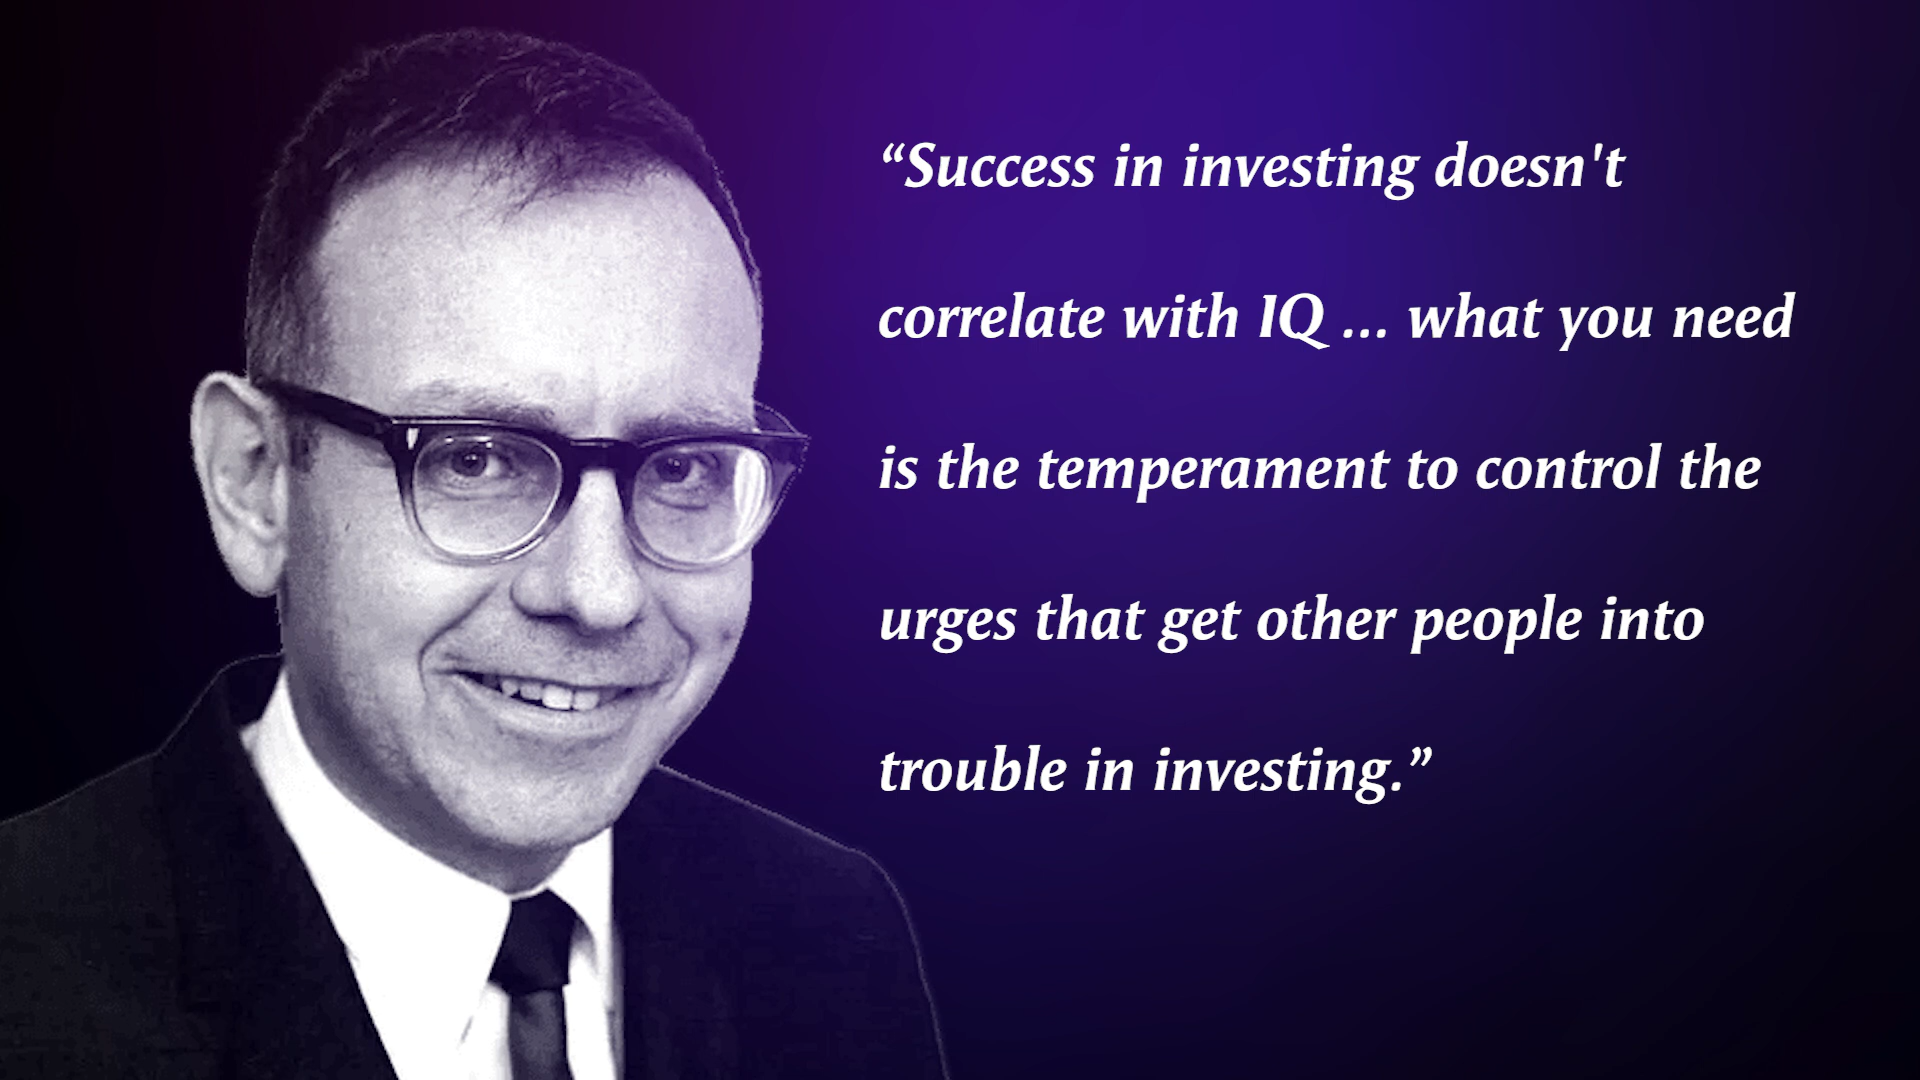 “Success in investing doesn't
correlate with IQ ... what you need
is the temperament to control the
urges that get other people into
trouble in investing.”